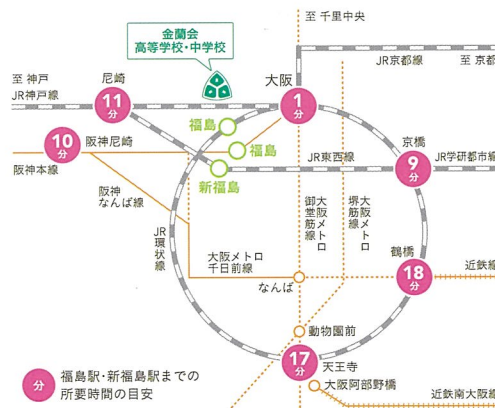 至 千里中央
金蘭会
高等学校・中学校
大阪
JR京都線
至 京都
至 神戸
JR神戸線
尼崎
11分
1分
福島
京橋
10分
阪神尼崎
福島
9分
JR東西線
JR学研都市線
阪神本線
新福島
阪神
なんば線
大阪メトロ
御堂筋線
大阪メトロ
堺筋線
JR環状線
大阪メトロ
千日前線
鶴橋
18分
近鉄線
なんば
動物園前
17分
天王寺
大阪阿部野橋
近鉄南大阪線
分
福島駅・新福島駅までの
所要時間の目安